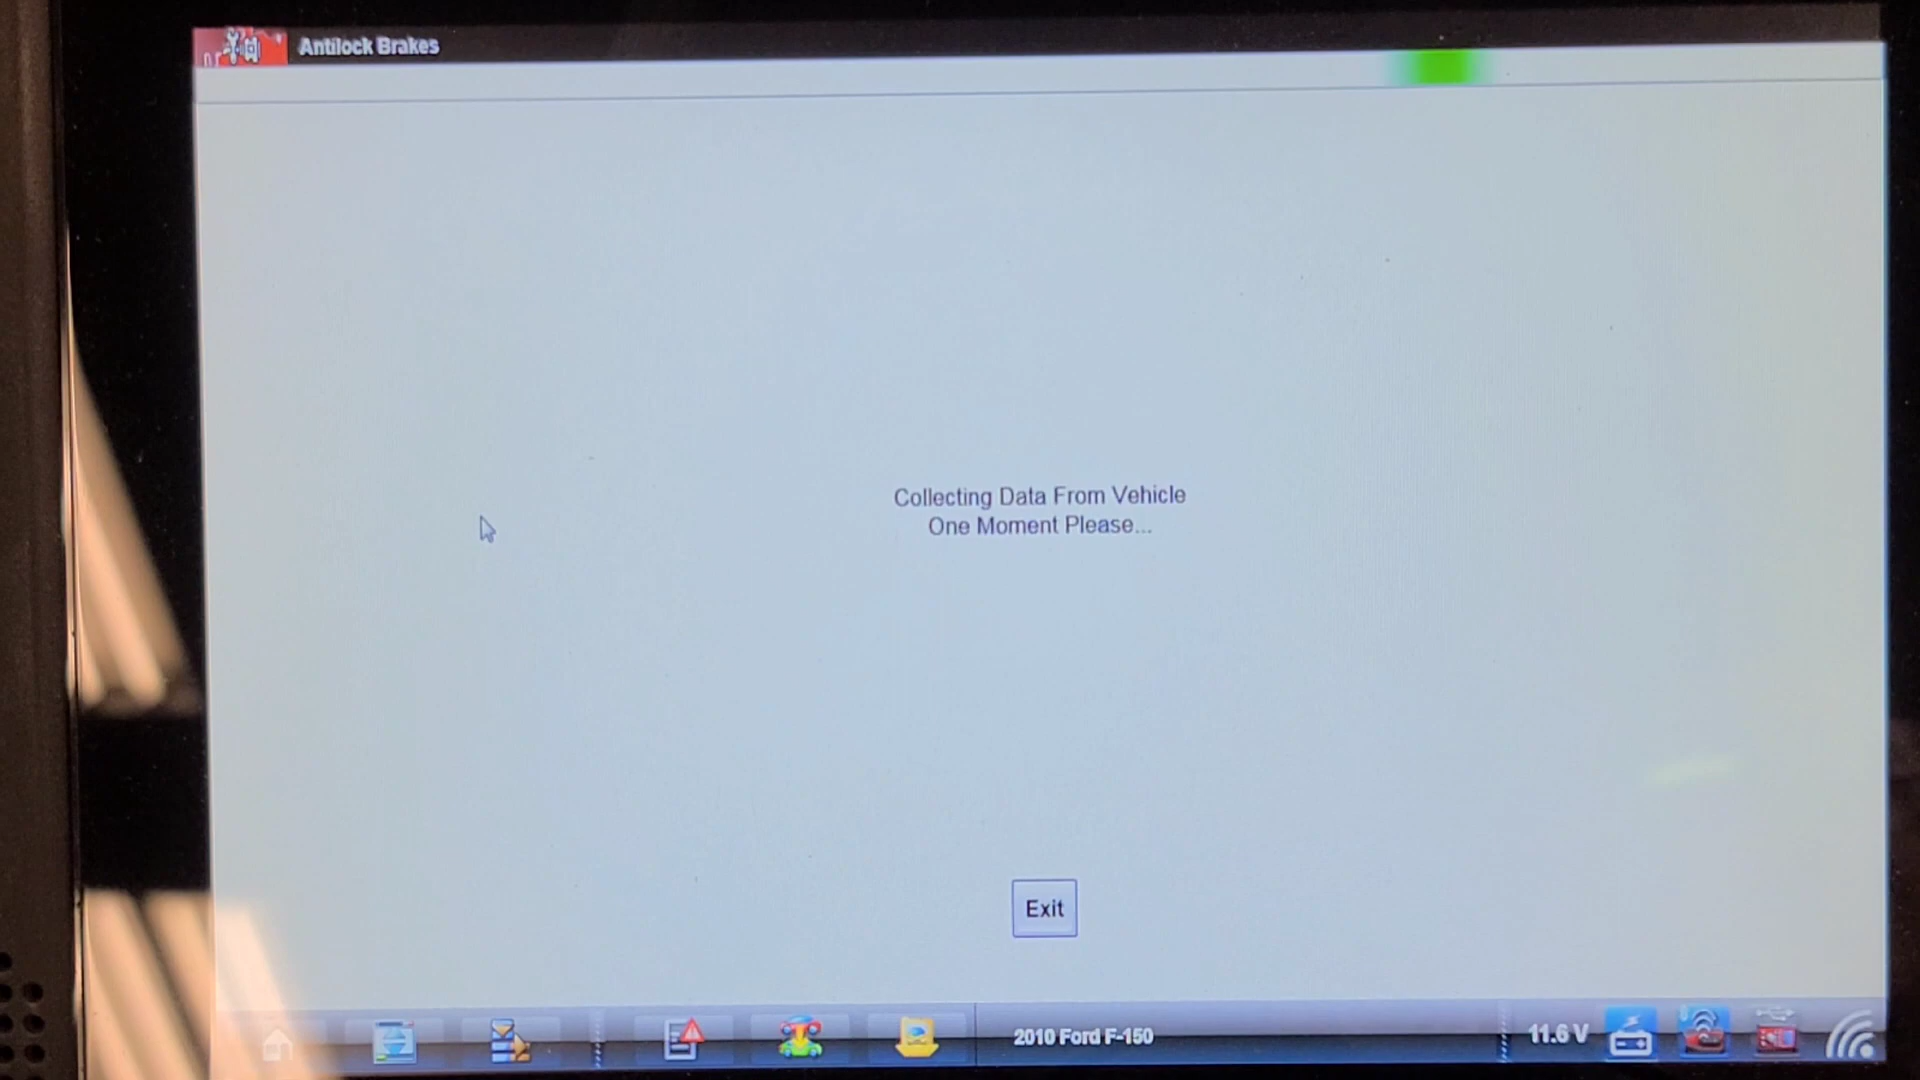 Antilock Brakes
Collecting Data From Vehicle
One Moment Please...
Exit
2010 Ford F-150
11.6 V